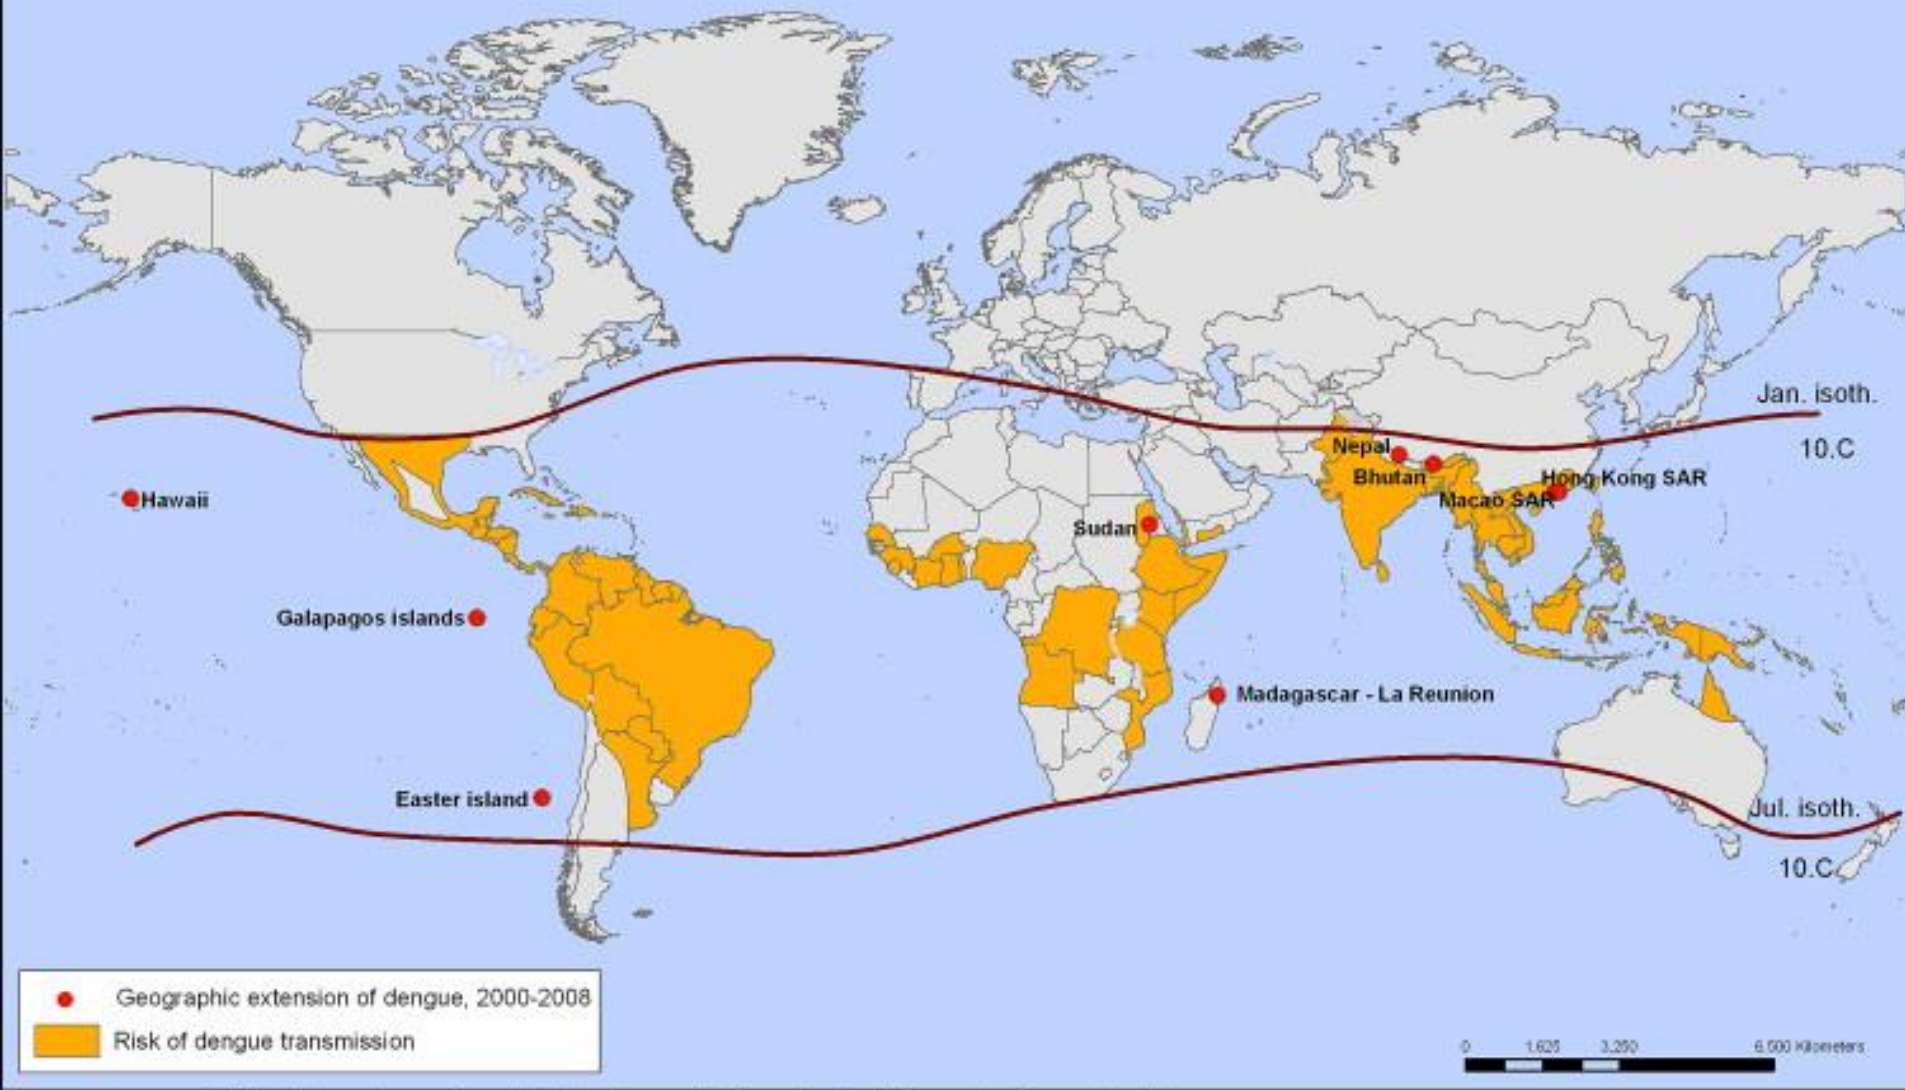 Jan. isoth.
10.C
Nepal
Bhutan
Hong Kong SAR
Macao SAR
Hawaii
Sudan
Galapagos islands
Madagascar - La Reunion
Easter island
Jul. isoth.
10.C
Geographic extension of dengue, 2000-2008
Risk of dengue transmission
0 1,625 3,250 6,500 Kilometers